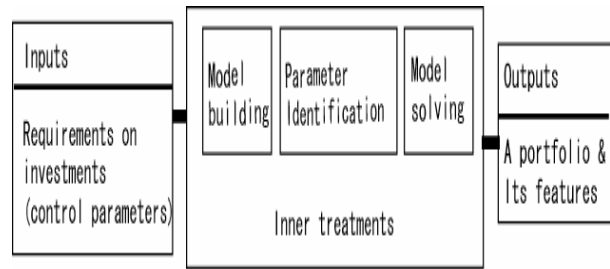 Inputs
Requirements on
investments
(control parameters)
Model
building
Parameter
Identification
Model
solving
Inner treatments
Outputs
A portfolio &
Its features